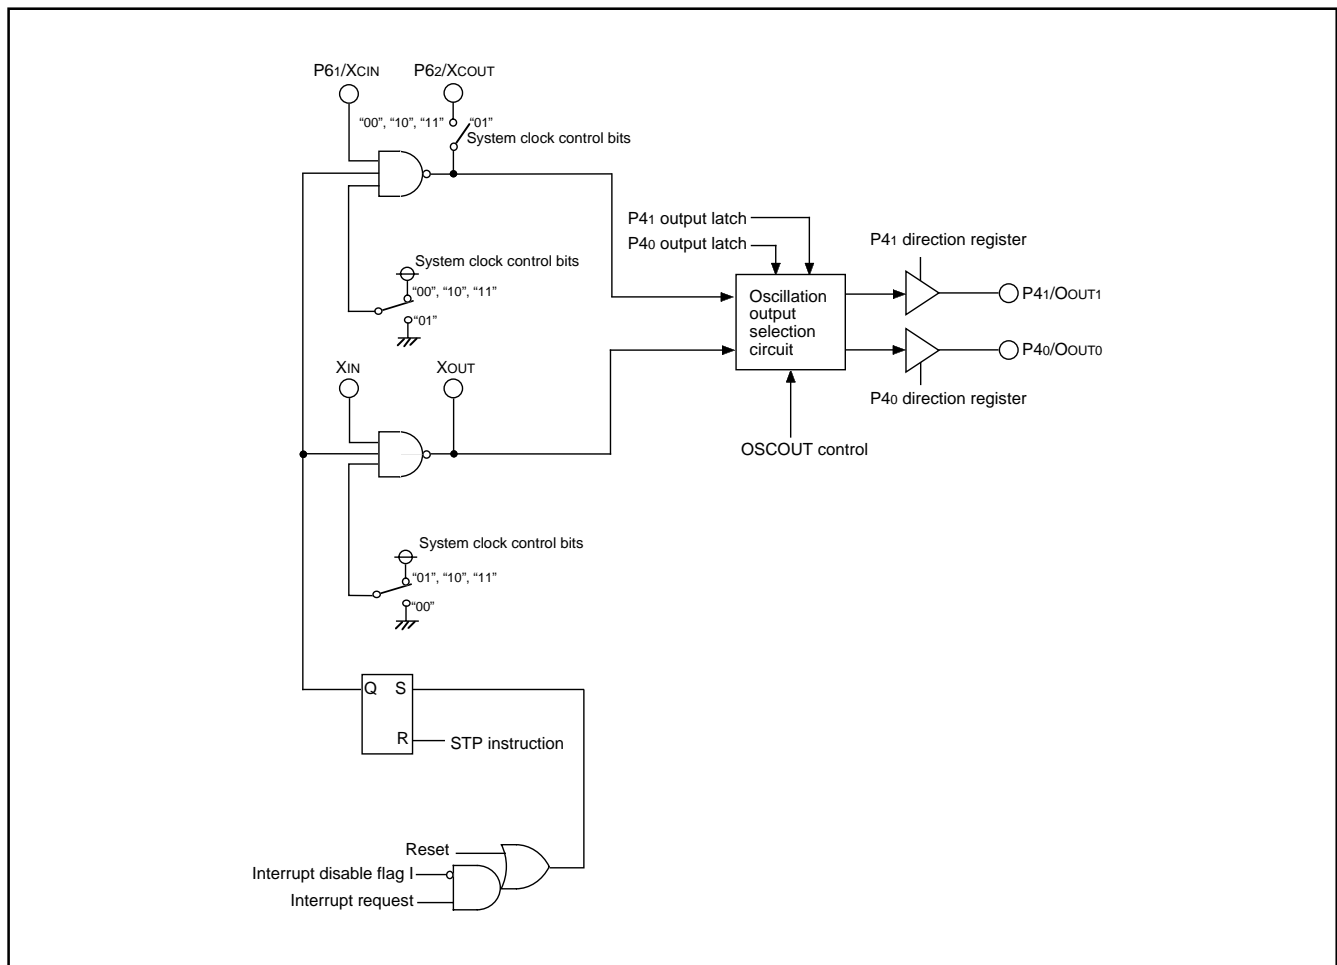 P61/XCIN
P62/XCOUT
“00”, “10”, “11”
“01”
System clock control bits
P41 output latch
P40 output latch
P41 direction register
System clock control bits
“00”, “10”, “11”
“01”
Oscillation
output
selection
circuit
P41/OOUT1
P40/OOUT0
XIN
XOUT
P40 direction register
OSCOUT control
System clock control bits
“01”, “10”, “11”
“00”
Q S
R
STP instruction
Reset
Interrupt disable flag I
Interrupt request